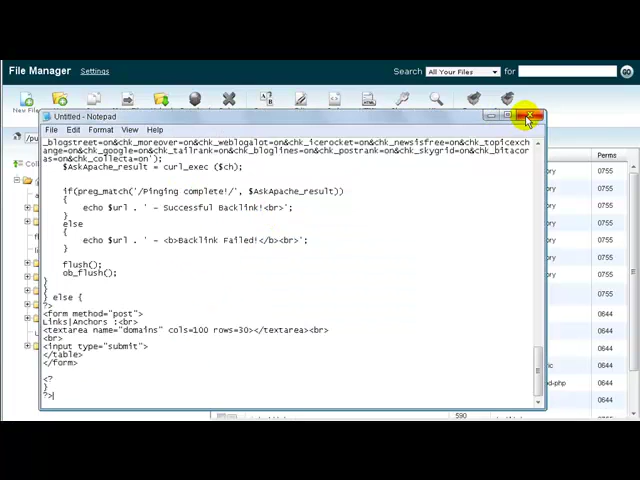 File Manager
Settings
Search
All Your Files
for
GO
Untitled - Notepad
File Edit Format View Help
_blogstreet=on&chk_moreover=on&chk_weblogalot=on&chk_icerocket=on&chk_newsisfree=on&chk_topicexch
ange=on&chk_google=on&chk_tailrank=on&chk_bloglines=on&chk_postrank=on&chk_skygrid=on&chk_bitacor
as=on&chk_collecta=on');
$AskApache_result = curl_exec ($ch);
if(preg_match('/Pinging complete!/', $AskApache_result))
{
echo $url . ' - Successful Backlink!<br>';
}
else
{
echo $url . ' - <b>Backlink Failed!</b><br>';
}
flush();
ob_flush();
}
}
} else {
?>
<form method="post">
Links|Anchors :<br>
<textarea name="domains" cols=100 rows=30></textarea><br>
<br>
<input type="submit">
</table>
</form>
<?
}
?>
Perms
0755
0755
0755
0755
0755
0755
0644
0644
0644
0644
0644
0644
590